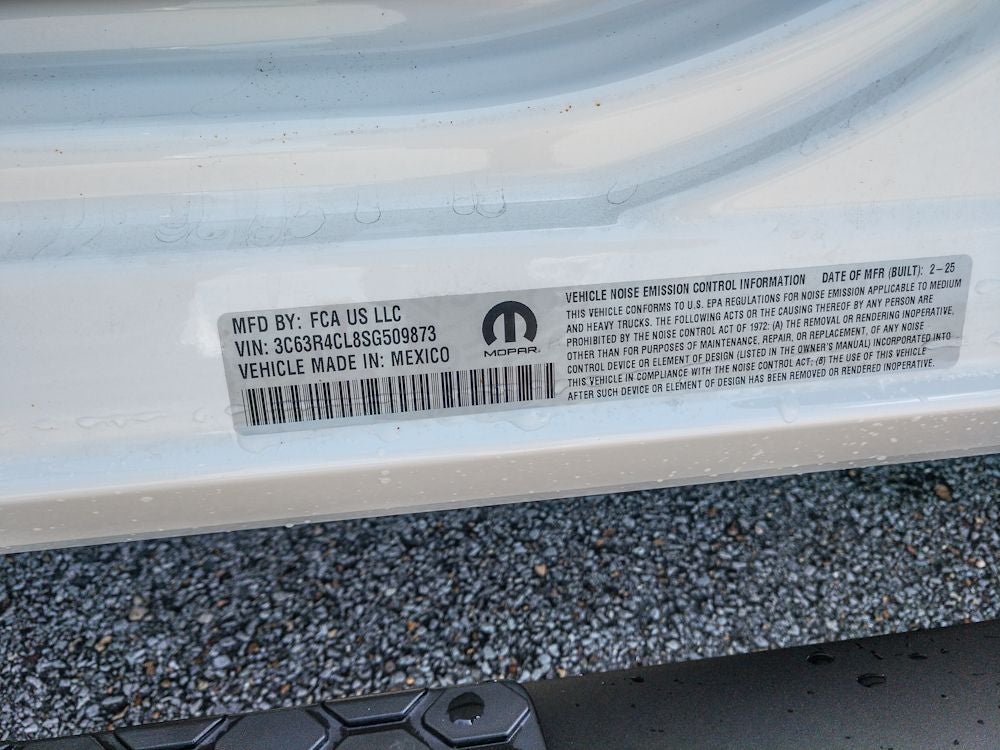 MFD BY: FCA US LLC
VIN: 3C63R4CL8SG509873
VEHICLE MADE IN: MEXICO
MOPAR
VEHICLE NOISE EMISSION CONTROL INFORMATION DATE OF MFR (BUILT): 2-25
THIS VEHICLE CONFORMS TO U.S. EPA REGULATIONS FOR NOISE EMISSION APPLICABLE TO MEDIUM
AND HEAVY TRUCKS. THE FOLLOWING ACTS OR THE CAUSING THEREOF BY ANY PERSON ARE
PROHIBITED BY THE NOISE CONTROL ACT OF 1972: (A) THE REMOVAL OR RENDERING INOPERATIVE,
OTHER THAN FOR PURPOSES OF MAINTENANCE, REPAIR, OR REPLACEMENT, OF ANY NOISE
CONTROL DEVICE OR ELEMENT OF DESIGN (LISTED IN THE OWNER'S MANUAL) INCORPORATED INTO
THIS VEHICLE IN COMPLIANCE WITH THE NOISE CONTROL ACT; (B) THE USE OF THIS VEHICLE
AFTER SUCH DEVICE OR ELEMENT OF DESIGN HAS BEEN REMOVED OR RENDERED INOPERATIVE.